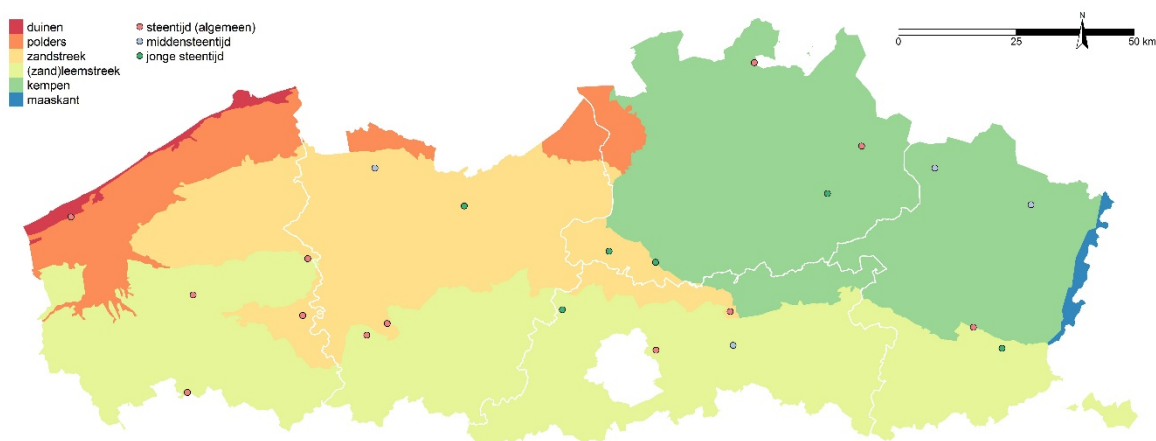 duinen
polders
zandstreek
(zand)leemstreek
kempen
maaskant
steentijd (algemeen)
middensteentijd
jonge steentijd
N
0 25 50 km